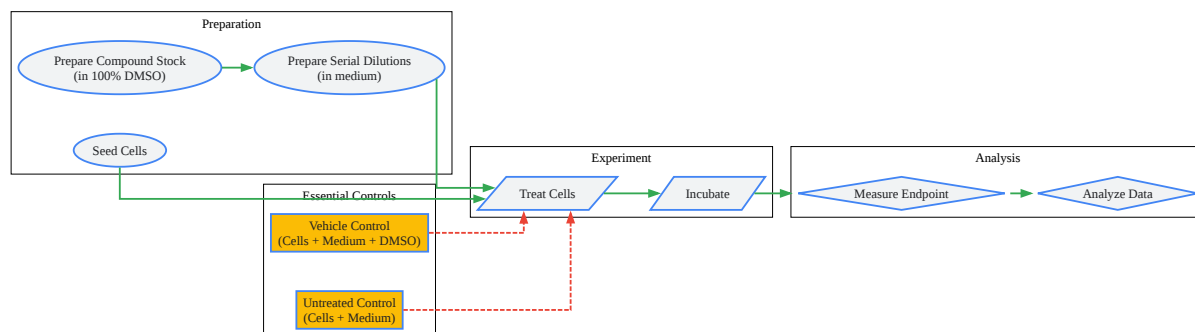 Preparation
Prepare Compound Stock
(in 100% DMSO)
Prepare Serial Dilutions
(in medium)
Seed Cells
Essential Controls
Vehicle Control
(Cells + Medium + DMSO)
Untreated Control
(Cells + Medium)
Experiment
Treat Cells
Incubate
Analysis
Measure Endpoint
Analyze Data